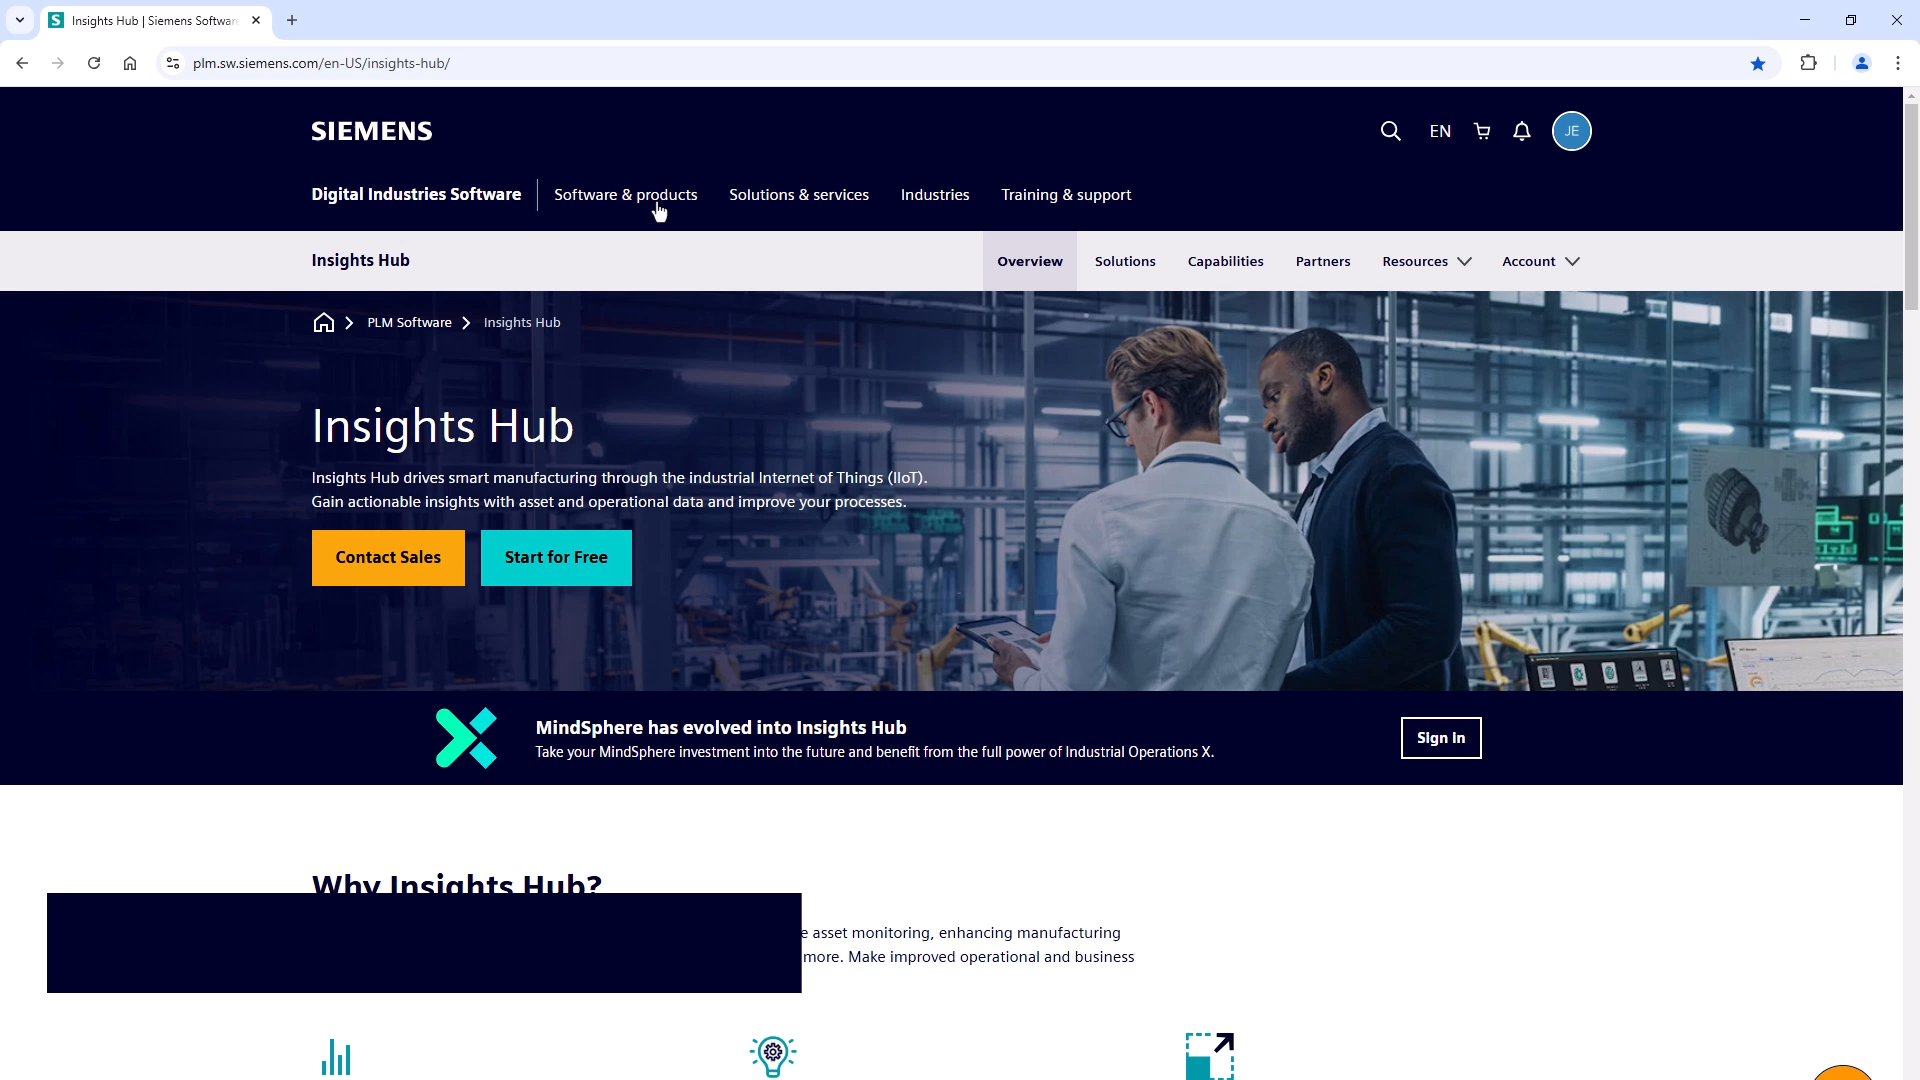 Insights Hub | Siemens Software
plm.sw.siemens.com/en-US/insights-hub/
SIEMENS
EN
JE
Digital Industries Software
Software & products
Solutions & services
Industries
Training & support
Insights Hub
Overview
Solutions
Capabilities
Partners
Resources
Account
PLM Software
Insights Hub
Insights Hub
Insights Hub drives smart manufacturing through the industrial Internet of Things (IIoT).
Gain actionable insights with asset and operational data and improve your processes.
Contact Sales
Start for Free
MindSphere has evolved into Insights Hub
Take your MindSphere investment into the future and benefit from the full power of Industrial Operations X.
Sign In
Why Insights Hub?
asset monitoring, enhancing manufacturing
more. Make improved operational and business